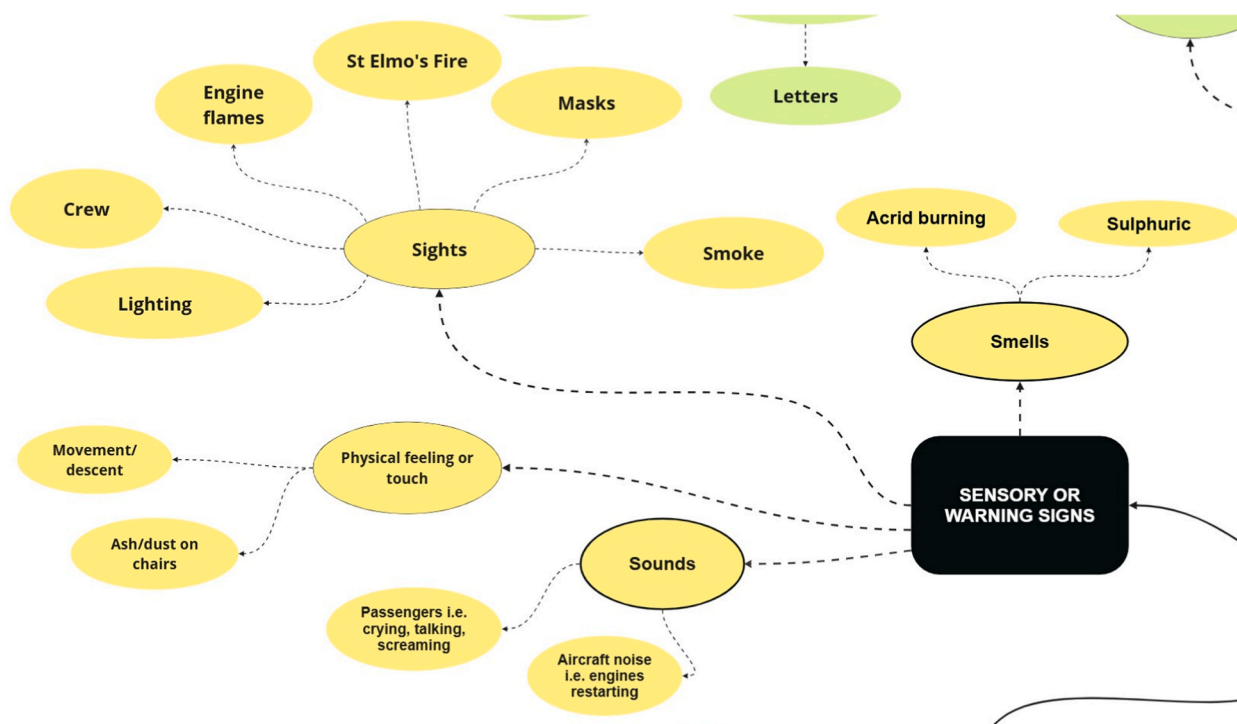 St Elmo's Fire
Engine
flames
Masks
Letters
Crew
Sights
Smoke
Lighting
Acrid burning
Sulphuric
Smells
Movement/
descent
Physical feeling or
touch
Ash/dust on
chairs
SENSORY OR
WARNING SIGNS
Sounds
Passengers i.e.
crying, talking,
screaming
Aircraft noise
i.e. engines
restarting